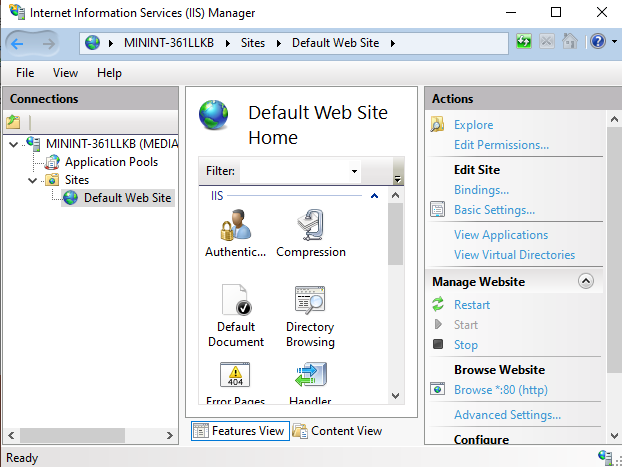 Internet Information Services (IIS) Manager
MININT-361LLKB Sites Default Web Site
File View Help
Connections
MININT-361LLKB (MEDIA
Application Pools
Sites
Default Web Site
Default Web Site
Home
Filter:
IIS
Authentic... Compression
Default
Document
Directory
Browsing
404
Error Pages Handler
Features View Content View
Actions
Explore
Edit Permissions...
Edit Site
Bindings...
Basic Settings...
View Applications
View Virtual Directories
Manage Website
Restart
Start
Stop
Browse Website
Browse *:80 (http)
Advanced Settings...
Configure
Ready